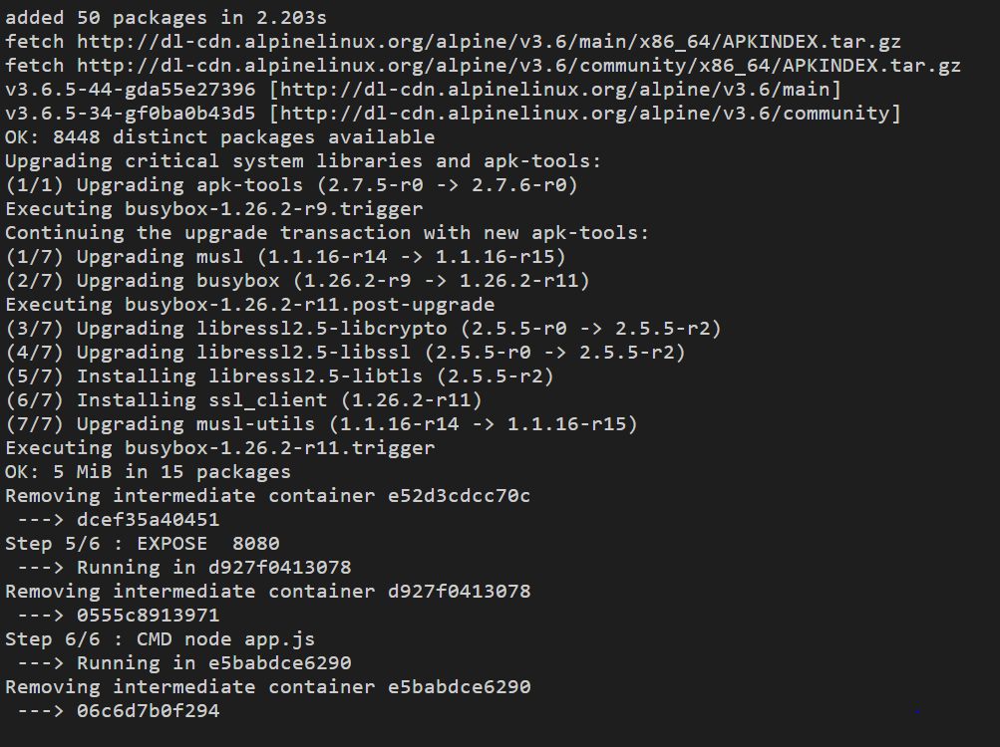 added 50 packages in 2.203s
fetch http://dl-cdn.alpinelinux.org/alpine/v3.6/main/x86_64/APKINDEX.tar.gz
fetch http://dl-cdn.alpinelinux.org/alpine/v3.6/community/x86_64/APKINDEX.tar.gz
v3.6.5-44-gda55e27396 [http://dl-cdn.alpinelinux.org/alpine/v3.6/main]
v3.6.5-34-gf0ba0b43d5 [http://dl-cdn.alpinelinux.org/alpine/v3.6/community]
OK: 8448 distinct packages available
Upgrading critical system libraries and apk-tools:
(1/1) Upgrading apk-tools (2.7.5-r0 -> 2.7.6-r0)
Executing busybox-1.26.2-r9.trigger
Continuing the upgrade transaction with new apk-tools:
(1/7) Upgrading musl (1.1.16-r14 -> 1.1.16-r15)
(2/7) Upgrading busybox (1.26.2-r9 -> 1.26.2-r11)
Executing busybox-1.26.2-r11.post-upgrade
(3/7) Upgrading libressl2.5-libcrypto (2.5.5-r0 -> 2.5.5-r2)
(4/7) Upgrading libressl2.5-libssl (2.5.5-r0 -> 2.5.5-r2)
(5/7) Installing libressl2.5-libtls (2.5.5-r2)
(6/7) Installing ssl_client (1.26.2-r11)
(7/7) Upgrading musl-utils (1.1.16-r14 -> 1.1.16-r15)
Executing busybox-1.26.2-r11.trigger
OK: 5 MiB in 15 packages
Removing intermediate container e52d3cdcc70c
 ---> dcef35a40451
Step 5/6 : EXPOSE  8080
 ---> Running in d927f0413078
Removing intermediate container d927f0413078
 ---> 0555c8913971
Step 6/6 : CMD node app.js
 ---> Running in e5babdce6290
Removing intermediate container e5babdce6290
 ---> 06c6d7b0f294